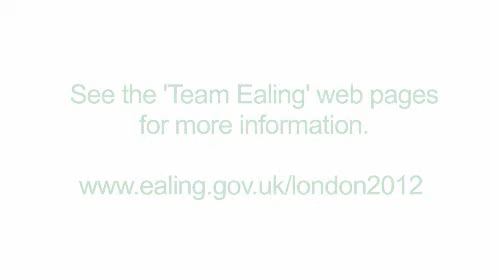 See the 'Team Ealing' web pages
for more information.
www.ealing.gov.uk/london2012